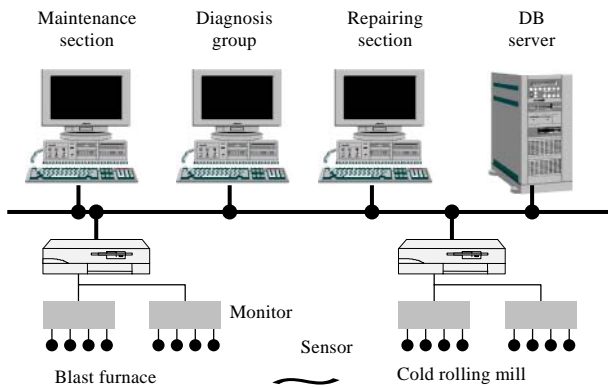 Maintenance
section
Diagnosis
group
Repairing
section
DB
server
Monitor
Sensor
Blast furnace
Cold rolling mill